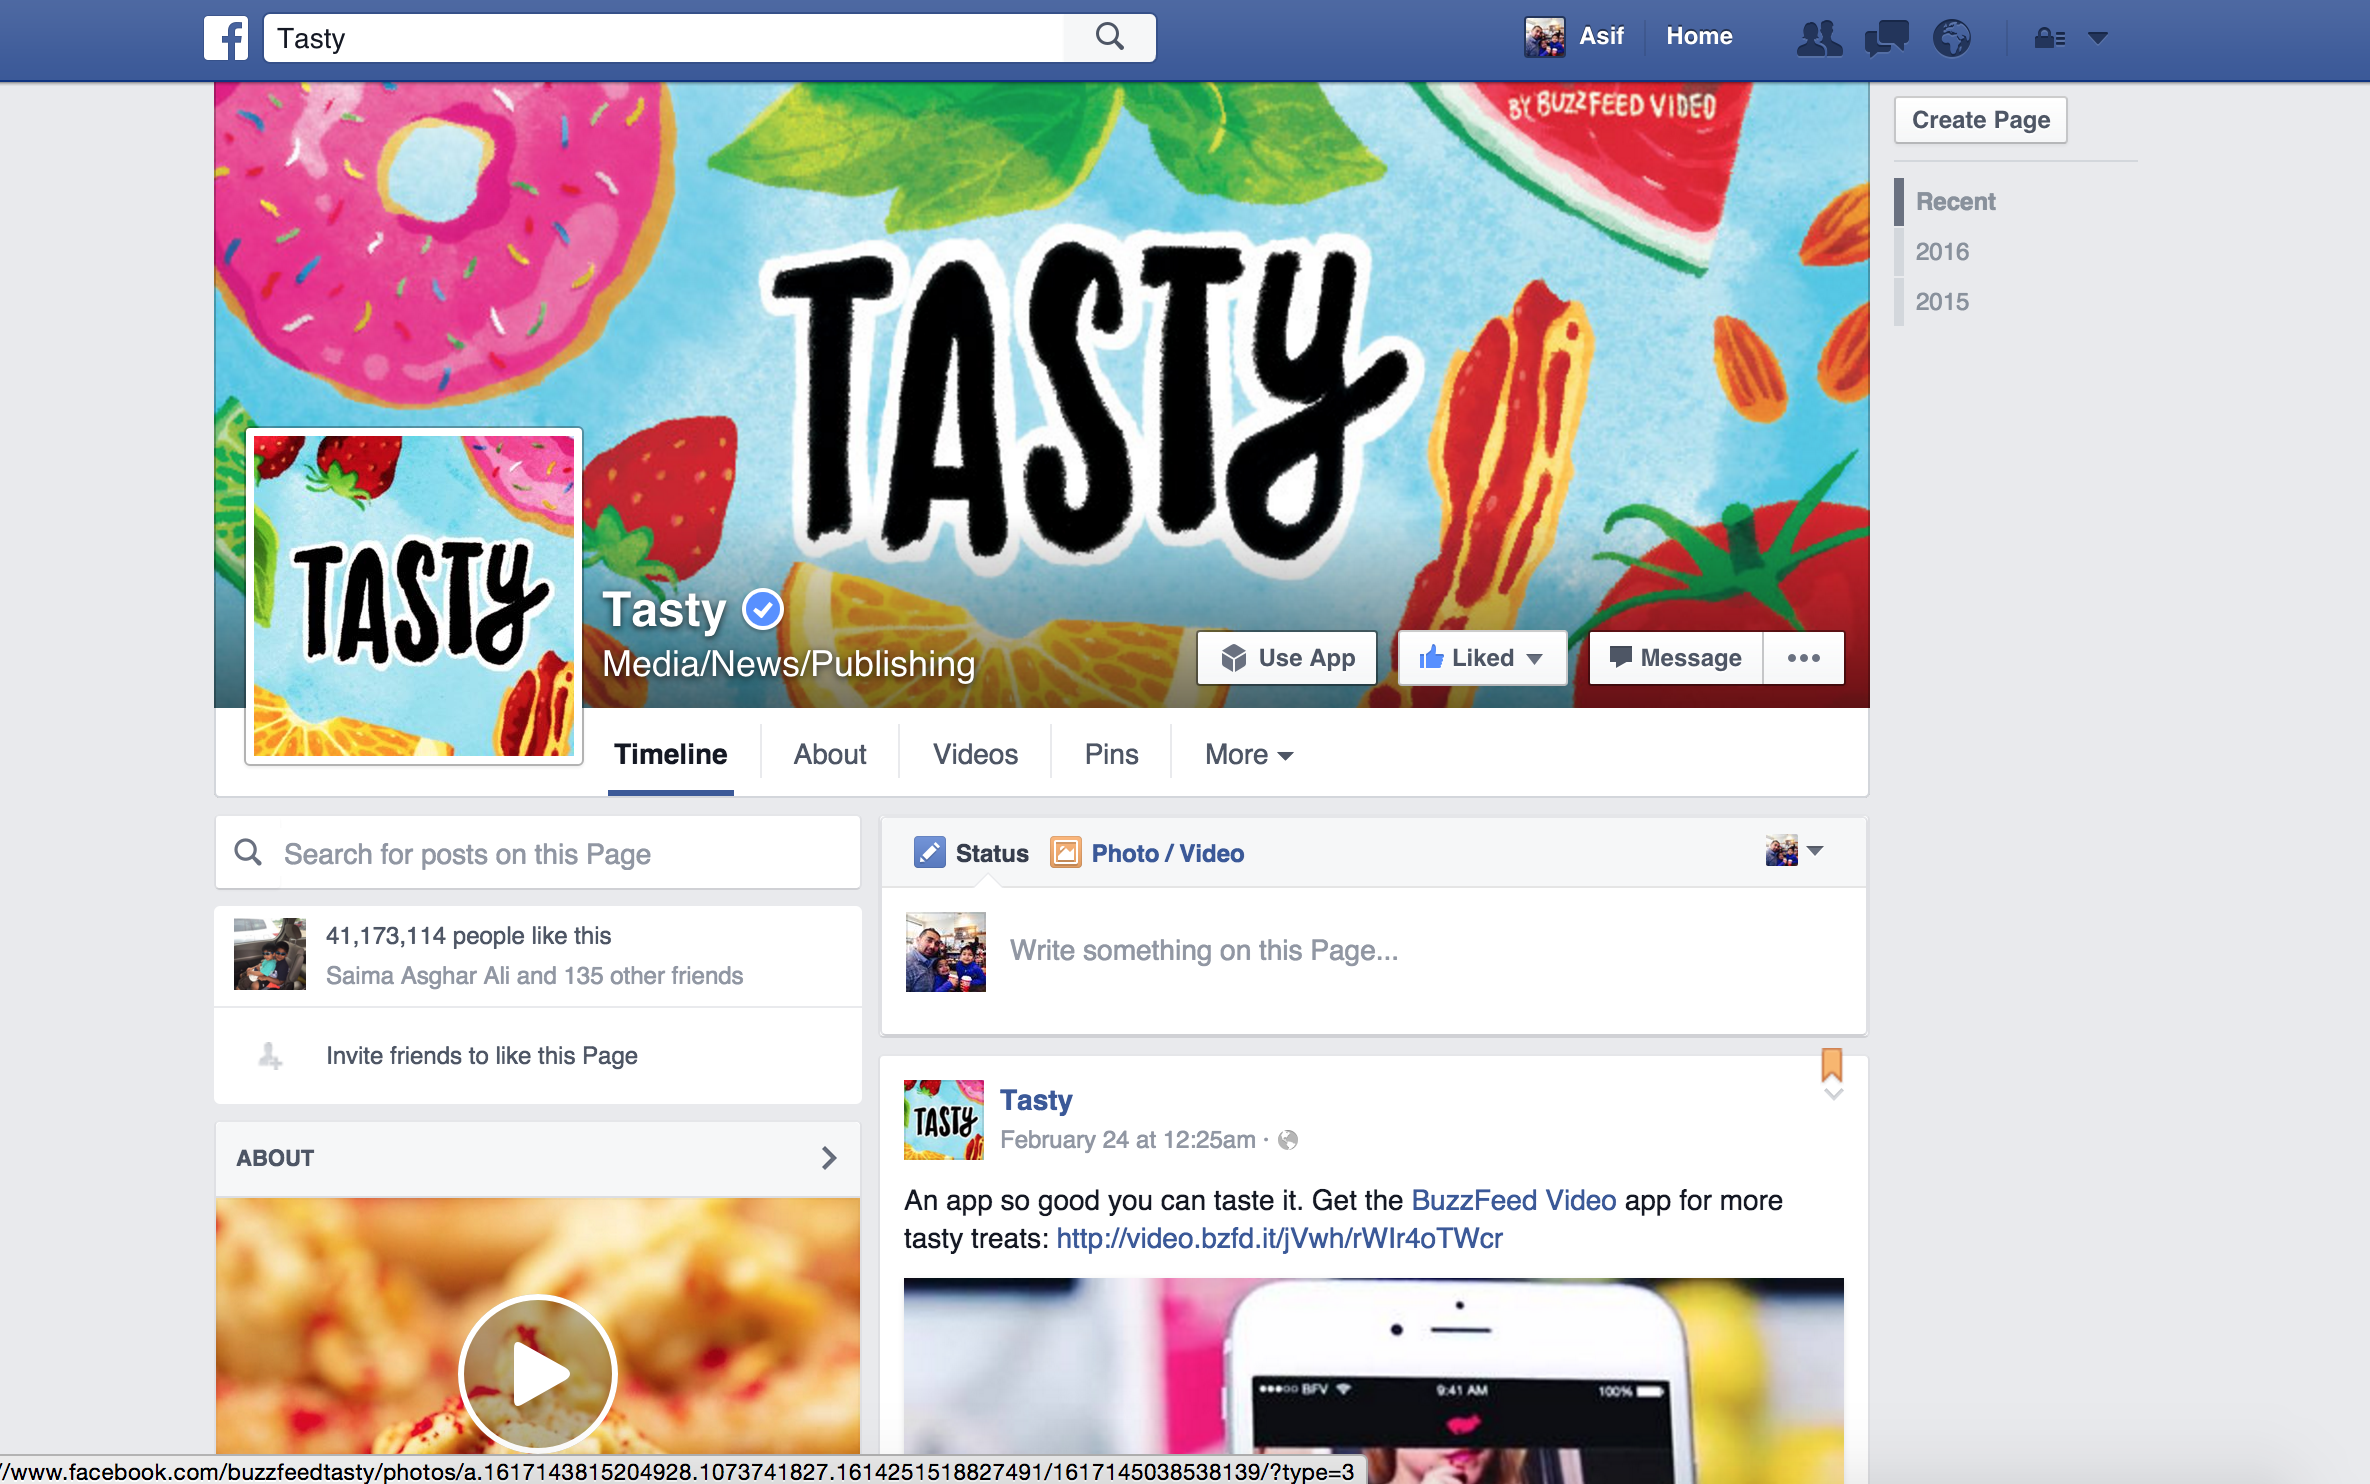 Tasty
Asif
Home
BY BUZZFEED VIDEO
Create Page
Recent
2016
2015
TASTY
TASTY
Tasty
Media/News/Publishing
Use App
Liked
Message
Timeline
About
Videos
Pins
More
Search for posts on this Page
Status
Photo / Video
41,173,114 people like this
Saima Asghar Ali and 135 other friends
Write something on this Page...
Invite friends to like this Page
ABOUT
TASTY
Tasty
February 24 at 12:25am ·
An app so good you can taste it. Get the BuzzFeed Video app for more
tasty treats: http://video.bzfd.it/jVwh/rWIr4oTWcr
BFV
9:41 AM
100%
//www.facebook.com/buzzfeedtasty/photos/a.1617143815204928.1073741827.1614251518827491/1617145038538139/?type=3